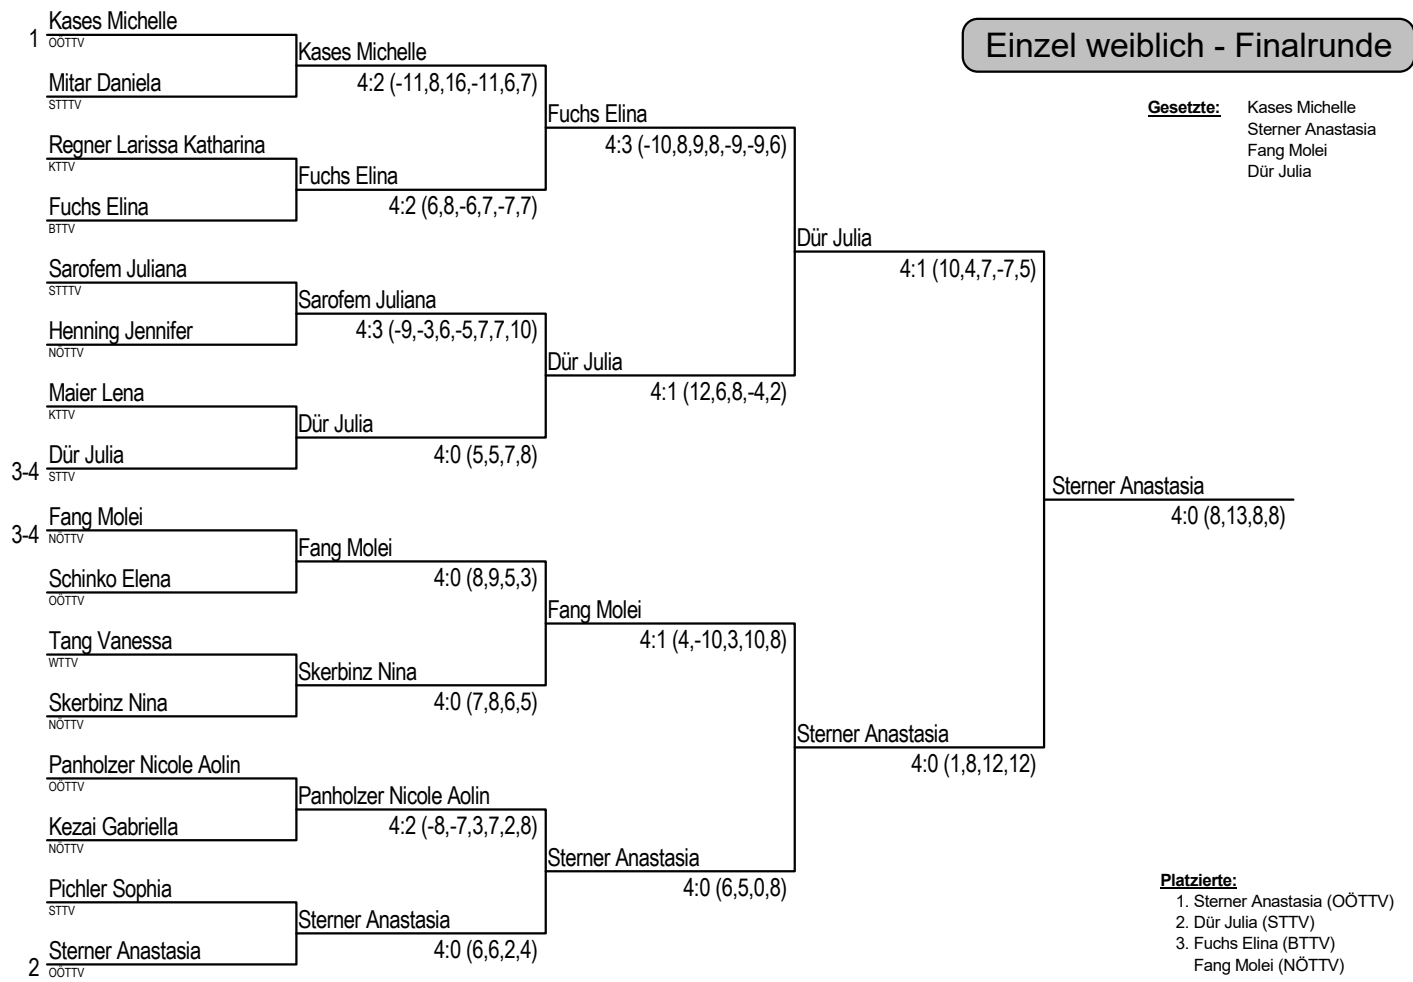 Einzel weiblich - Finalrunde
Gesetzte: Kases Michelle
Sterner Anastasia
Fang Molei
Dür Julia
1 Kases Michelle
OÖTTV
Mitar Daniela
STTTV
Regner Larissa Katharina
KTTV
Fuchs Elina
BTTV
Sarofem Juliana
STTTV
Henning Jennifer
NÖTTV
Maier Lena
KTTV
3-4 Dür Julia
STTV
3-4 Fang Molei
NÖTTV
Schinko Elena
OÖTTV
Tang Vanessa
WTTV
Skerbinz Nina
NÖTTV
Panholzer Nicole Aolin
OÖTTV
Kezai Gabriella
NÖTTV
Pichler Sophia
STTV
2 Sterner Anastasia
OÖTTV
Kases Michelle
4:2 (-11,8,16,-11,6,7)
Fuchs Elina
4:2 (6,8,-6,7,-7,7)
Sarofem Juliana
4:3 (-9,-3,6,-5,7,7,10)
Dür Julia
4:0 (5,5,7,8)
Fang Molei
4:0 (8,9,5,3)
Skerbinz Nina
4:0 (7,8,6,5)
Panholzer Nicole Aolin
4:2 (-8,-7,3,7,2,8)
Sterner Anastasia
4:0 (6,6,2,4)
Fuchs Elina
4:3 (-10,8,9,8,-9,-9,6)
Dür Julia
4:1 (12,6,8,-4,2)
Fang Molei
4:1 (4,-10,3,10,8)
Sterner Anastasia
4:0 (6,5,0,8)
Dür Julia
4:1 (10,4,7,-7,5)
Sterner Anastasia
4:0 (1,8,12,12)
Sterner Anastasia
4:0 (8,13,8,8)
Platzierte:
1. Sterner Anastasia (OÖTTV)
2. Dür Julia (STTV)
3. Fuchs Elina (BTTV)
Fang Molei (NÖTTV)